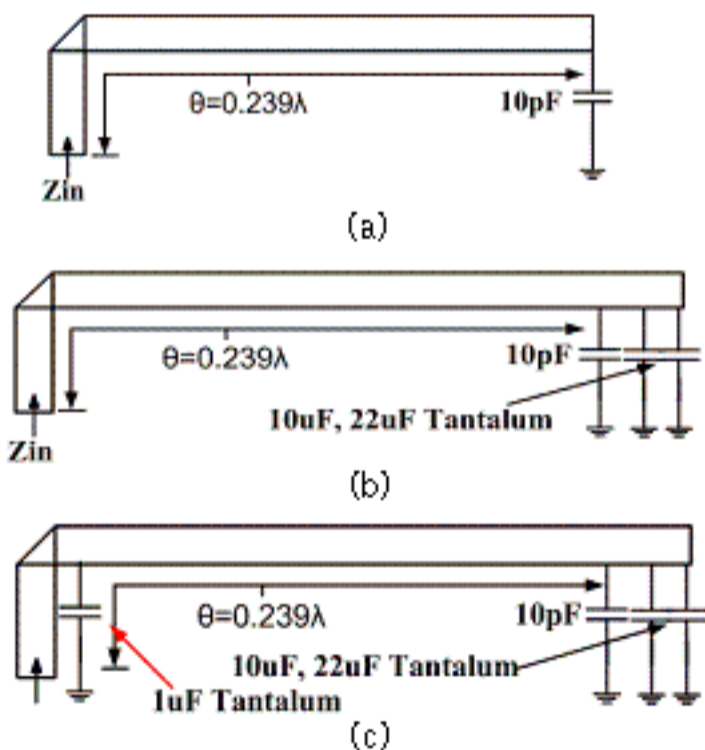 θ=0.239λ
10pF
Zin
(a)
θ=0.239λ
10pF
10uF, 22uF Tantalum
Zin
(b)
θ=0.239λ
10pF
10uF, 22uF Tantalum
1uF Tantalum
(c)